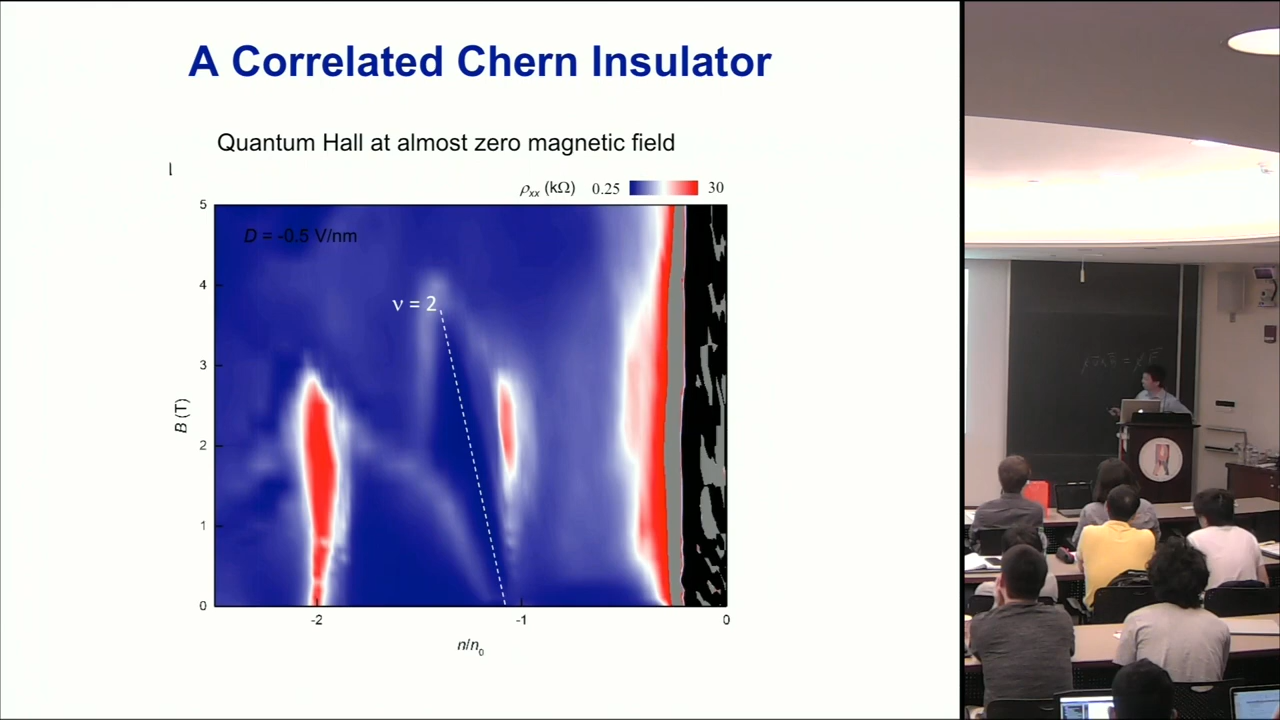 A Correlated Chern Insulator
Quantum Hall at almost zero magnetic field
l
ρxx (kΩ) 0.25 30
D = -0.5 V/nm
ν = 2
5
4
3
2
1
0
B (T)
-2 -1 0
n/n0